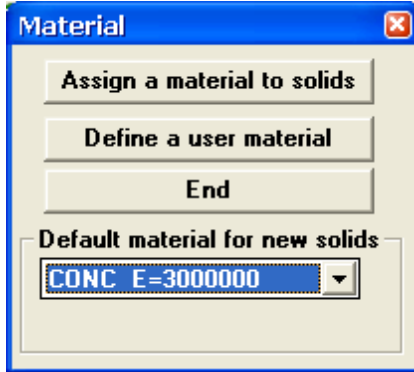 Material
Assign a material to solids
Define a user material
End
Default material for new solids
CONC E=3000000